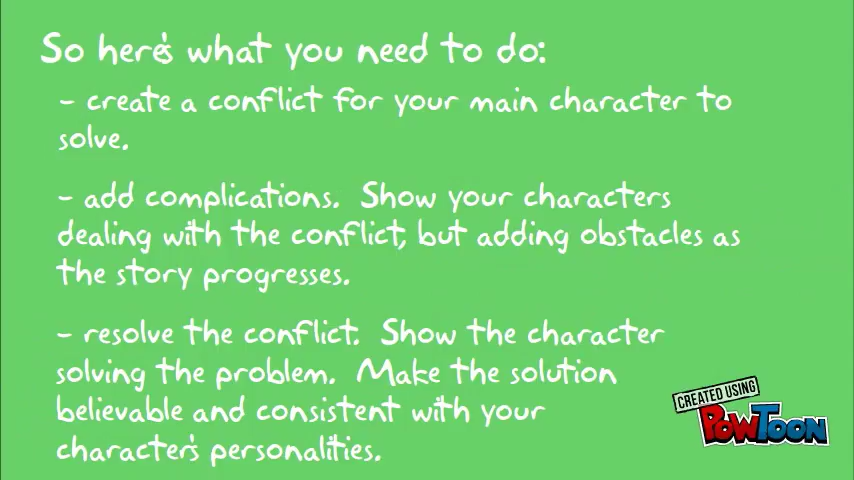 So here's what you need to do:
- create a conflict for your main character to
solve.
- add complications. Show your characters
dealing with the conflict, but adding obstacles as
the story progresses.
- resolve the conflict. Show the character
solving the problem. Make the solution
believable and consistent with your
character's personalities.
CREATED USING
POWTOON